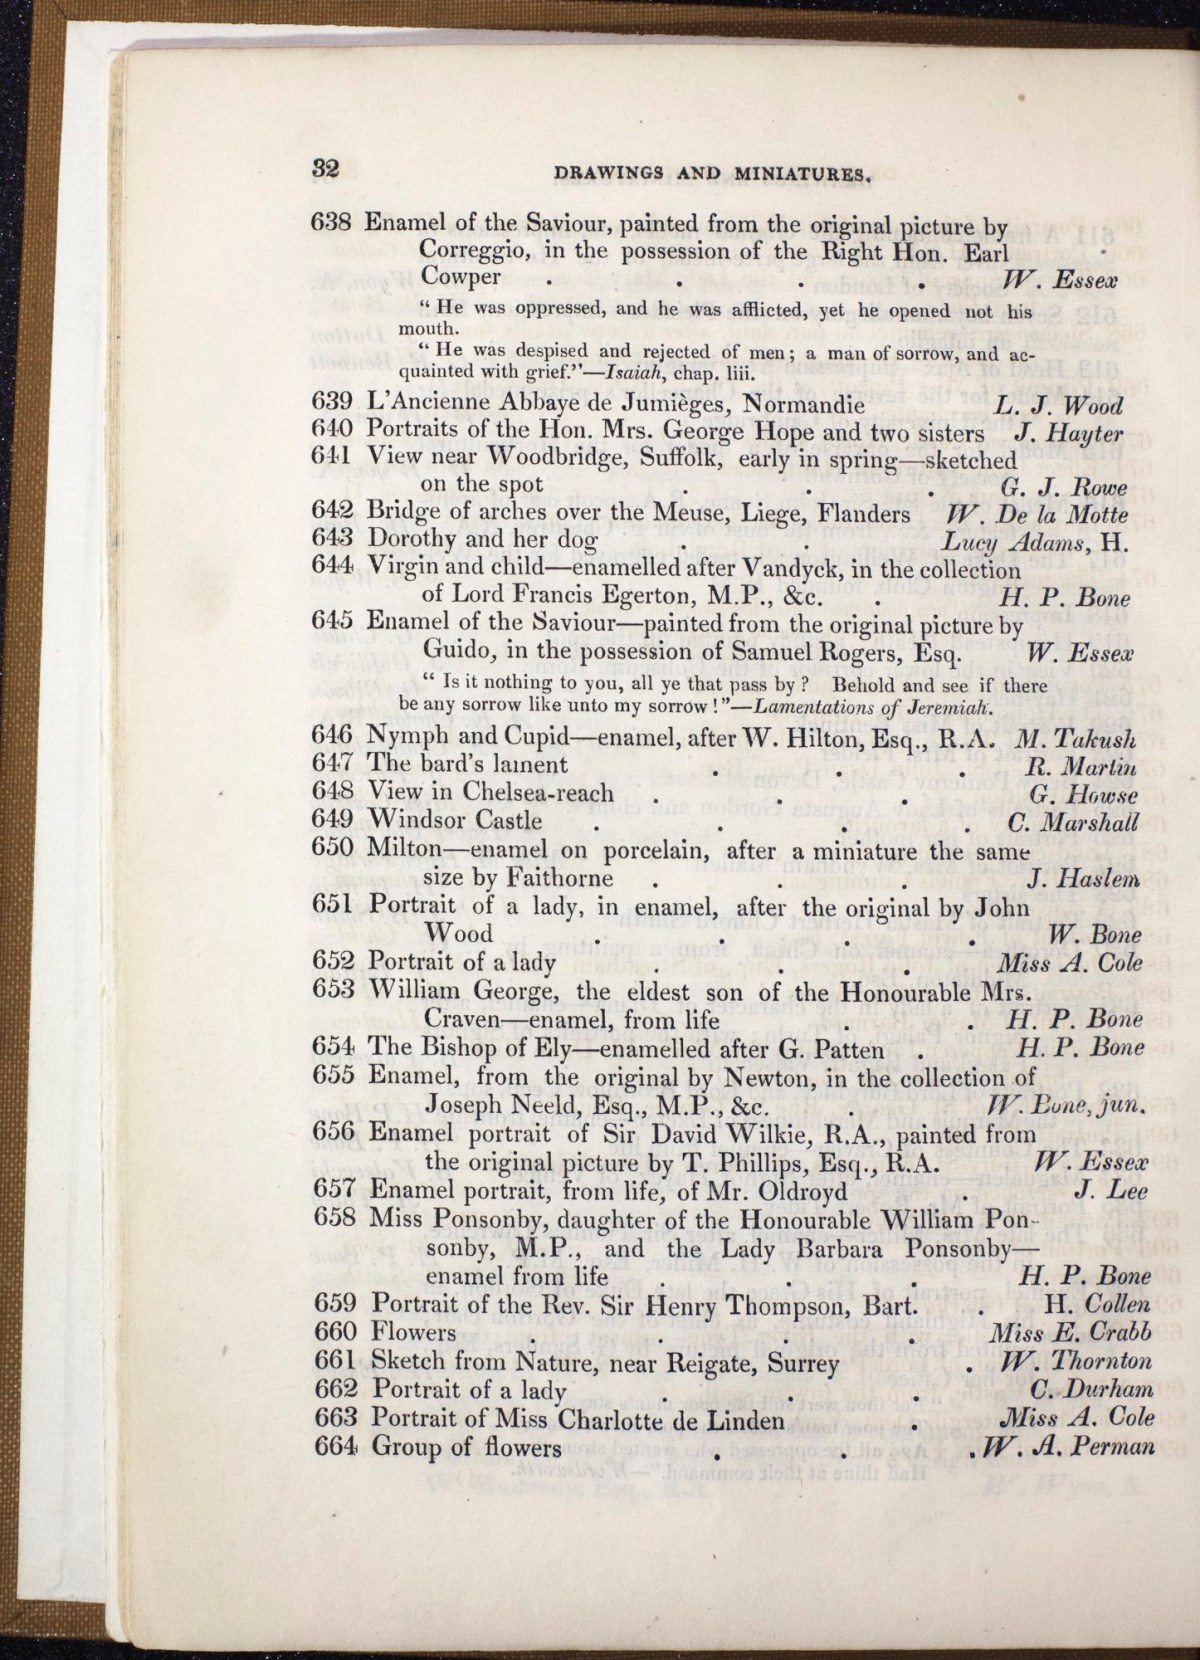 32 DRAWINGS AND MINIATURES.
638 Enamel of the Saviour, painted from the original picture by
Correggio, in the possession of the Right Hon. Earl
Cowper . . . . W. Essex
“ He was oppressed, and he was afflicted, yet he opened not his
mouth.
“ He was despised and rejected of men; a man of sorrow, and ac-
quainted with grief.”—Isaiah, chap. liii.
639 L'Ancienne Abbaye de Jumièges, Normandie L. J. Wood
640 Portraits of the Hon. Mrs. George Hope and two sisters J. Hayter
641 View near Woodbridge, Suffolk, early in spring—sketched
on the spot . . . G. J. Rowe
642 Bridge of arches over the Meuse, Liege, Flanders W. De la Motte
643 Dorothy and her dog . . Lucy Adams, H.
644 Virgin and child—enamelled after Vandyck, in the collection
of Lord Francis Egerton, M.P., &c. . H. P. Bone
645 Enamel of the Saviour—painted from the original picture by
Guido, in the possession of Samuel Rogers, Esq. W. Essex
“ Is it nothing to you, all ye that pass by? Behold and see if there
be any sorrow like unto my sorrow!”—Lamentations of Jeremiah.
646 Nymph and Cupid—enamel, after W. Hilton, Esq., R.A. M. Takush
647 The bard's lament . . . R. Martin
648 View in Chelsea-reach . . . G. Howse
649 Windsor Castle . . . . C. Marshall
650 Milton—enamel on porcelain, after a miniature the same
size by Faithorne . . . J. Haslem
651 Portrait of a lady, in enamel, after the original by John
Wood . . . . W. Bone
652 Portrait of a lady . . . Miss A. Cole
653 William George, the eldest son of the Honourable Mrs.
Craven—enamel, from life . . H. P. Bone
654 The Bishop of Ely—enamelled after G. Patten . H. P. Bone
655 Enamel, from the original by Newton, in the collection of
Joseph Neeld, Esq., M.P., &c. . W. Bone, jun.
656 Enamel portrait of Sir David Wilkie, R.A., painted from
the original picture by T. Phillips, Esq., R.A. W. Essex
657 Enamel portrait, from life, of Mr. Oldroyd . J. Lee
658 Miss Ponsonby, daughter of the Honourable William Pon-
sonby, M.P., and the Lady Barbara Ponsonby—
enamel from life . . . H. P. Bone
659 Portrait of the Rev. Sir Henry Thompson, Bart. . H. Collen
660 Flowers . . . . Miss E. Crabb
661 Sketch from Nature, near Reigate, Surrey . W. Thornton
662 Portrait of a lady . . . C. Durham
663 Portrait of Miss Charlotte de Linden . Miss A. Cole
664 Group of flowers . . . W. A. Perman